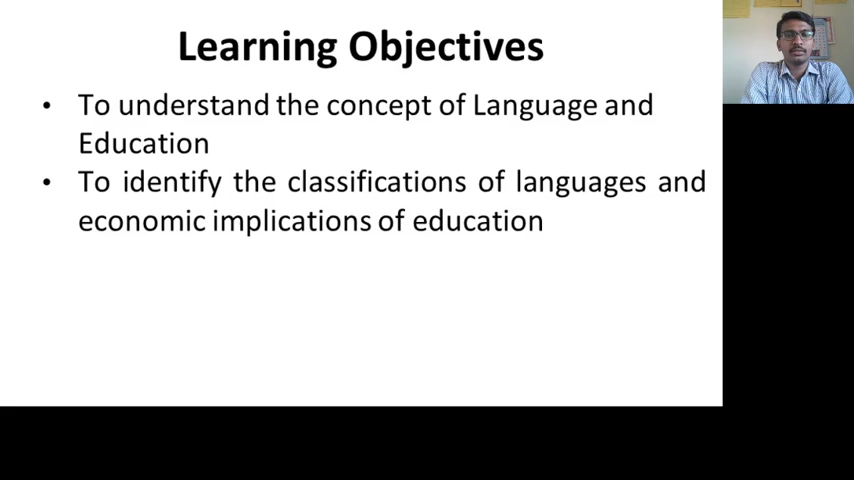 Learning Objectives
• To understand the concept of Language and
Education
• To identify the classifications of languages and
economic implications of education